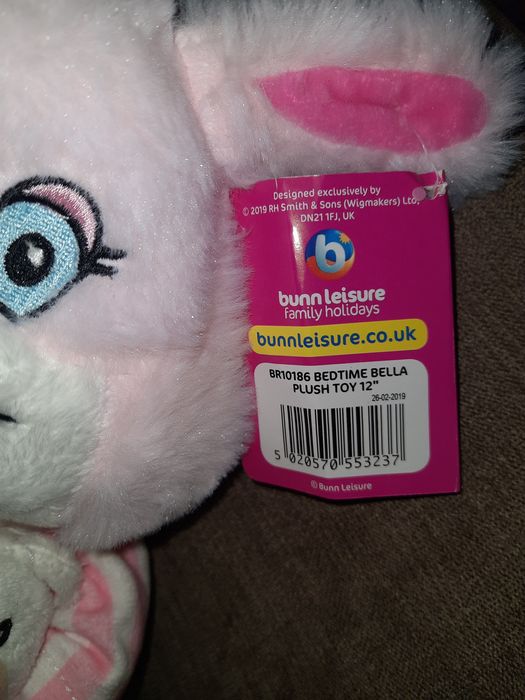 Designed exclusively by
© 2019 RH Smith & Sons (Wigmakers) Ltd,
DN21 1FJ, UK
b
bunn leisure
family holidays
bunnleisure.co.uk
BR10186 BEDTIME BELLA
PLUSH TOY 12"
26-02-2019
5 020570 553237
© Bunn Leisure